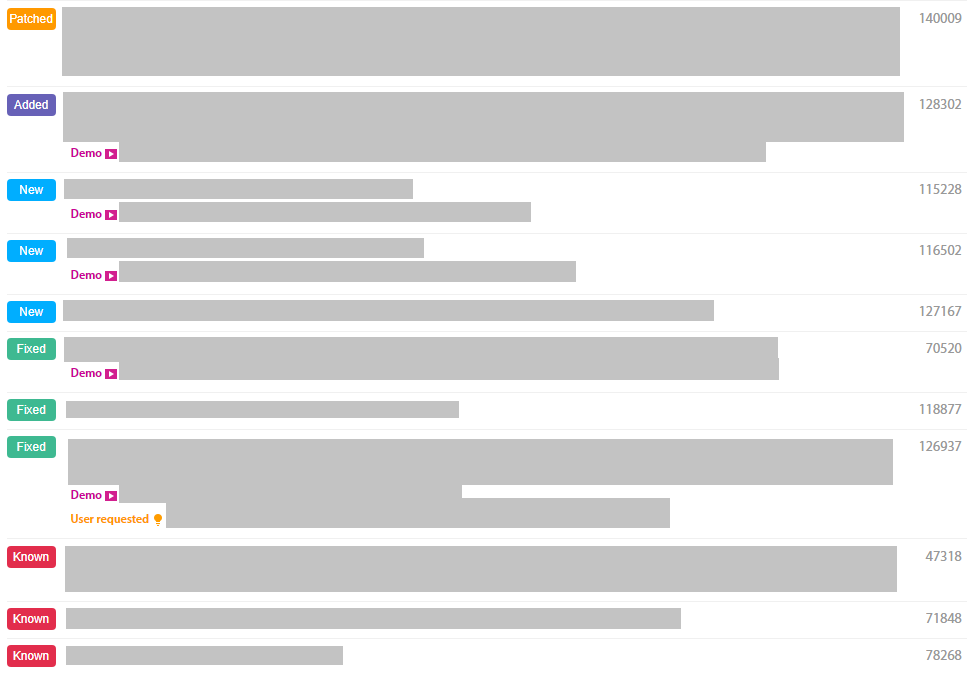 Patched 140009
Added 128302
Demo
New 115228
Demo
New 116502
Demo
New 127167
Fixed 70520
Demo
Fixed 118877
Fixed 126937
Demo
User requested
Known 47318
Known 71848
Known 78268